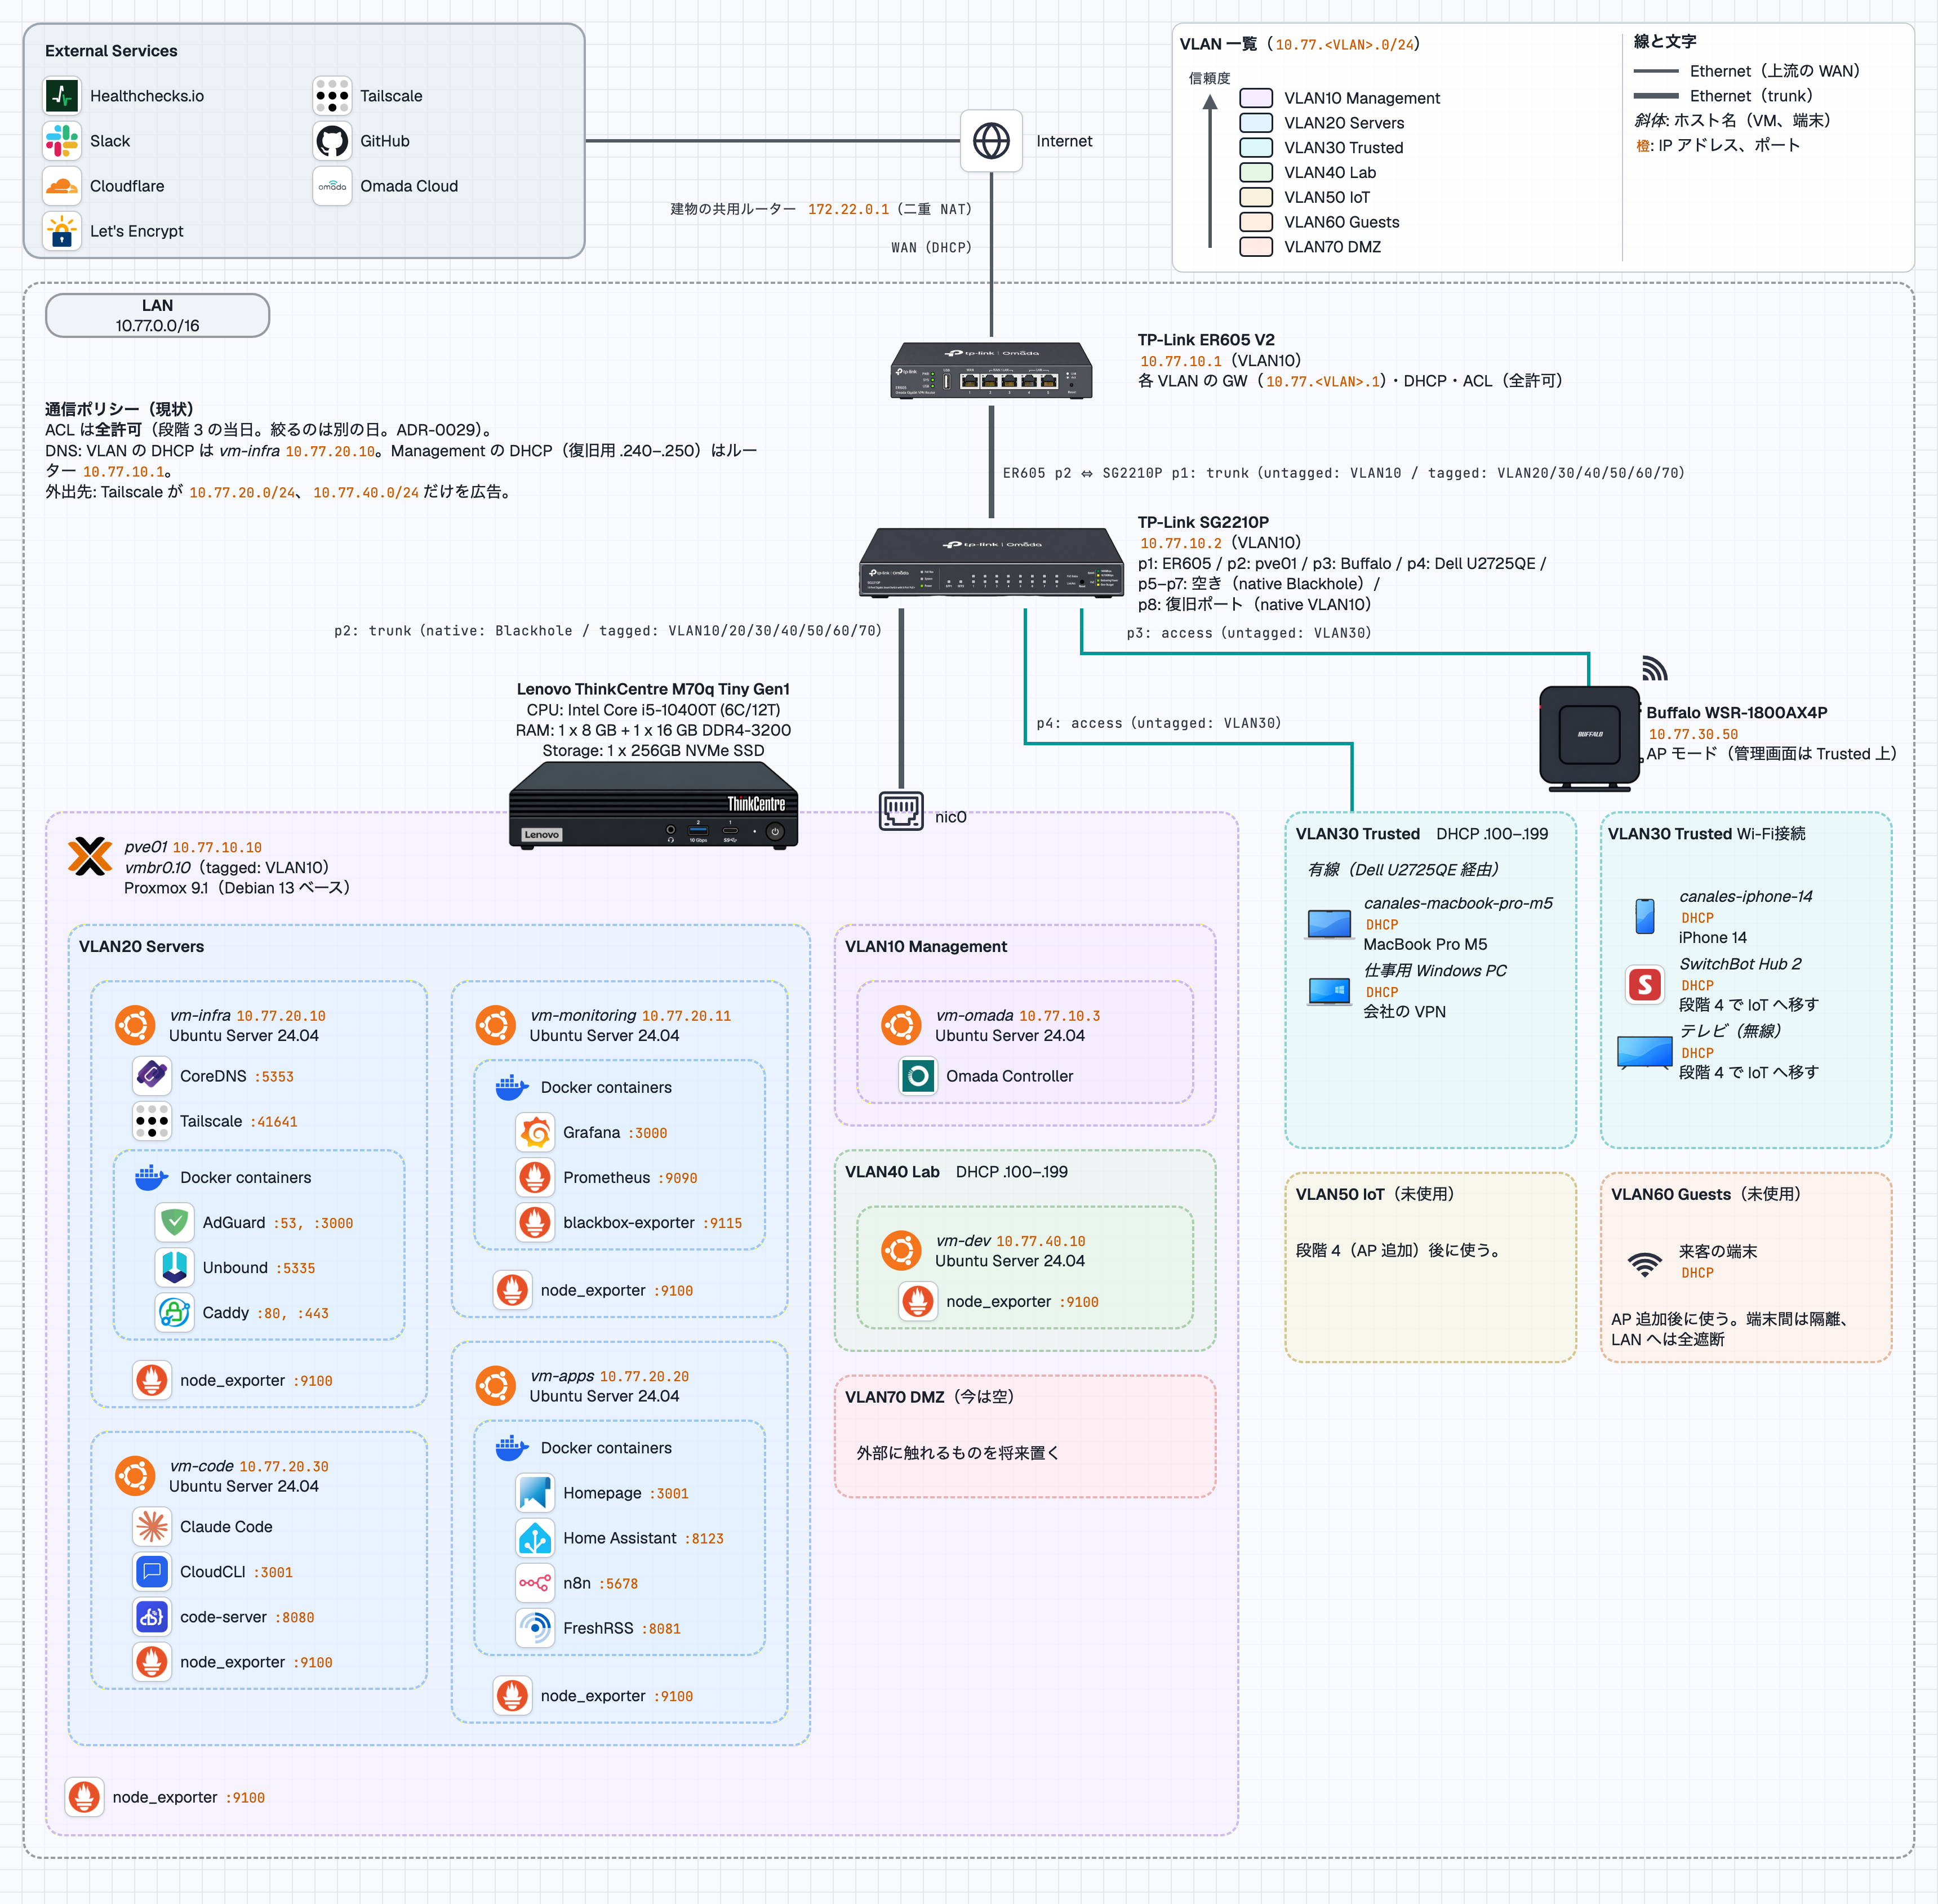 External Services
Healthchecks.io
Tailscale
Slack
GitHub
Cloudflare
omada
Omada Cloud
Let's Encrypt
Internet
建物の共用ルーター 172.22.0.1（二重 NAT）
WAN（DHCP）
VLAN 一覧（10.77.<VLAN>.0/24）
信頼度
VLAN10 Management
VLAN20 Servers
VLAN30 Trusted
VLAN40 Lab
VLAN50 IoT
VLAN60 Guests
VLAN70 DMZ
線と文字
Ethernet（上流の WAN）
Ethernet（trunk）
斜体: ホスト名（VM、端末）
橙: IP アドレス、ポート
LAN
10.77.0.0/16
tp-link | Omada
TP-Link ER605 V2
10.77.10.1（VLAN10）
各 VLAN の GW（10.77.<VLAN>.1）・DHCP・ACL（全許可）
通信ポリシー（現状）
ACL は全許可（段階 3 の当日。絞るのは別の日。ADR-0029）。
DNS: VLAN の DHCP は vm-infra 10.77.20.10。Management の DHCP（復旧用 .240–.250）はルー
ター 10.77.10.1。
外出先: Tailscale が 10.77.20.0/24、10.77.40.0/24 だけを広告。
ER605 p2 ⇔ SG2210P p1: trunk（untagged: VLAN10 / tagged: VLAN20/30/40/50/60/70）
tp-link | Omada
TP-Link SG2210P
10.77.10.2（VLAN10）
p1: ER605 / p2: pve01 / p3: Buffalo / p4: Dell U2725QE /
p5–p7: 空き（native Blackhole）/
p8: 復旧ポート（native VLAN10）
p2: trunk（native: Blackhole / tagged: VLAN10/20/30/40/50/60/70）
p3: access（untagged: VLAN30）
p4: access（untagged: VLAN30）
Lenovo ThinkCentre M70q Tiny Gen1
CPU: Intel Core i5-10400T (6C/12T)
RAM: 1 x 8 GB + 1 x 16 GB DDR4-3200
Storage: 1 x 256GB NVMe SSD
ThinkCentre
Lenovo
nic0
BUFFALO
Buffalo WSR-1800AX4P
10.77.30.50
AP モード（管理画面は Trusted 上）
pve01 10.77.10.10
vmbr0.10（tagged: VLAN10）
Proxmox 9.1（Debian 13 ベース）
VLAN20 Servers
vm-infra 10.77.20.10
Ubuntu Server 24.04
CoreDNS :5353
Tailscale :41641
Docker containers
AdGuard :53, :3000
Unbound :5335
Caddy :80, :443
node_exporter :9100
vm-code 10.77.20.30
Ubuntu Server 24.04
Claude Code
CloudCLI :3001
code-server :8080
node_exporter :9100
vm-monitoring 10.77.20.11
Ubuntu Server 24.04
Docker containers
Grafana :3000
Prometheus :9090
blackbox-exporter :9115
node_exporter :9100
vm-apps 10.77.20.20
Ubuntu Server 24.04
Docker containers
Homepage :3001
Home Assistant :8123
n8n :5678
FreshRSS :8081
node_exporter :9100
VLAN10 Management
vm-omada 10.77.10.3
Ubuntu Server 24.04
Omada Controller
VLAN40 Lab DHCP .100–.199
vm-dev 10.77.40.10
Ubuntu Server 24.04
node_exporter :9100
VLAN70 DMZ（今は空）
外部に触れるものを将来置く
node_exporter :9100
VLAN30 Trusted DHCP .100–.199
有線（Dell U2725QE 経由）
canales-macbook-pro-m5
DHCP
MacBook Pro M5
仕事用 Windows PC
DHCP
会社の VPN
VLAN30 Trusted Wi-Fi接続
canales-iphone-14
DHCP
iPhone 14
SwitchBot Hub 2
DHCP
段階 4 で IoT へ移す
テレビ（無線）
DHCP
段階 4 で IoT へ移す
VLAN50 IoT（未使用）
段階 4（AP 追加）後に使う。
VLAN60 Guests（未使用）
来客の端末
DHCP
AP 追加後に使う。端末間は隔離、
LAN へは全遮断